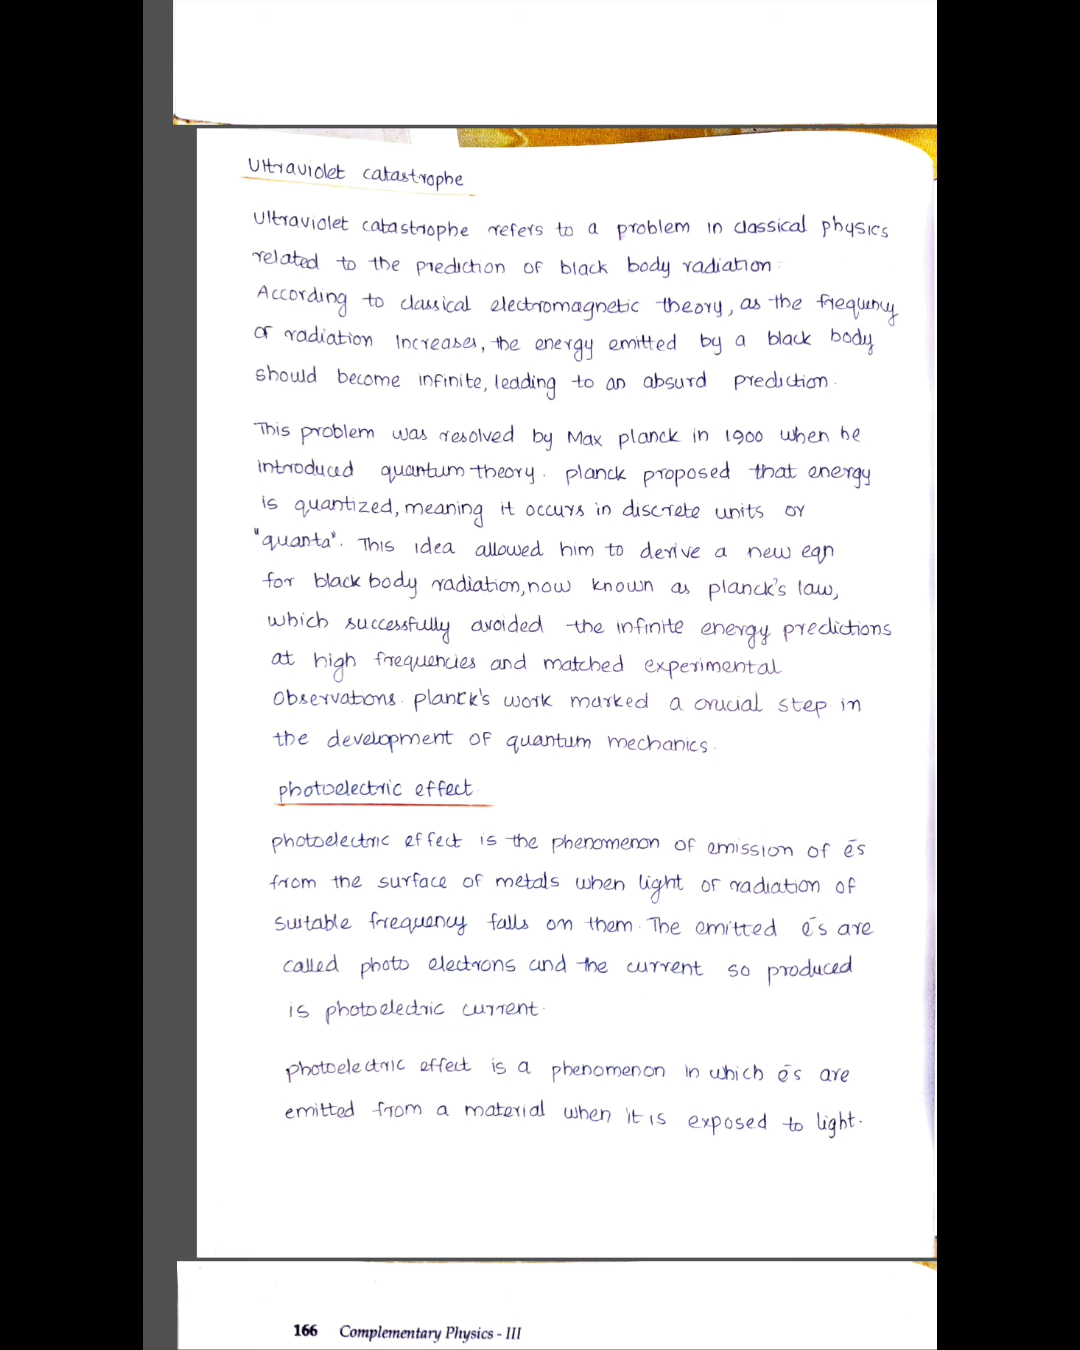 Ultraviolet catastrophe
Ultraviolet catastrophe refers to a problem in classical physics
related to the prediction of black body radiation.
According to classical electromagnetic theory, as the frequency
of radiation increases, the energy emitted by a black body
should become infinite, leading to an absurd prediction.
This problem was resolved by Max planck in 1900 when he
introduced quantum theory. planck proposed that energy
is quantized, meaning it occurs in discrete units or
"quanta". This idea allowed him to derive a new eqn
for black body radiation, now known as planck's law,
which successfully avoided the infinite energy predictions
at high frequencies and matched experimental
observations. planck's work marked a crucial step in
the development of quantum mechanics.
photoelectric effect
photoelectric effect is the phenomenon of emission of e⁻s
from the surface of metals when light or radiation of
suitable frequency falls on them. The emitted e⁻s are
called photo electrons and the current so produced
is photoelectric current.
photoelectric effect is a phenomenon in which e⁻s are
emitted from a material when it is exposed to light.
166 Complementary Physics - III